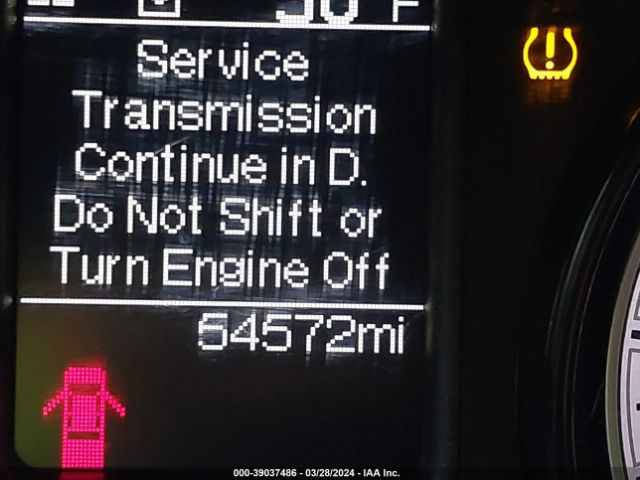 Service
Transmission
Continue in D.
Do Not Shift or
Turn Engine Off
54572mi
000-39037486 - 03/28/2024 - IAA Inc.